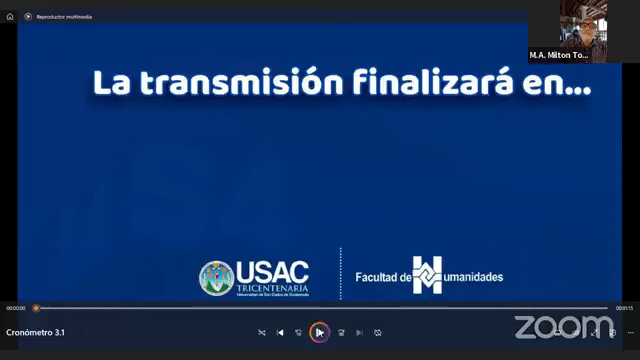 Reproductor multimedia
M.A. Milton To...
La transmisión finalizará en...
USAC
TRICENTENARIA
Universidad de San Carlos de Guatemala
Facultad de Humanidades
00:00:00
00:01:15
Cronómetro 3.1
zoom